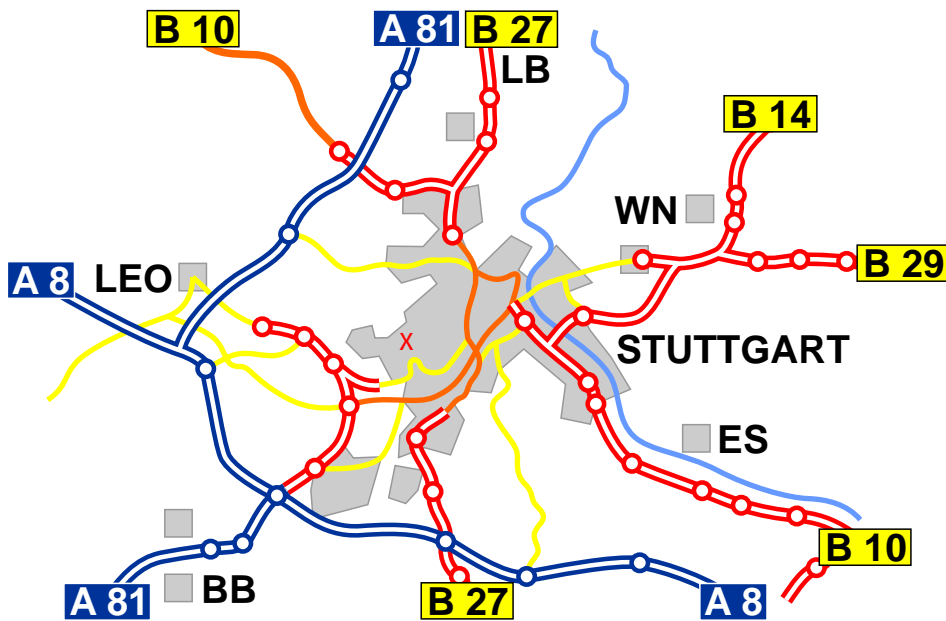 B 10
A 81
B 27
LB
B 14
WN
A 8
LEO
B 29
X
STUTTGART
ES
B 10
BB
A 81
B 27
A 8